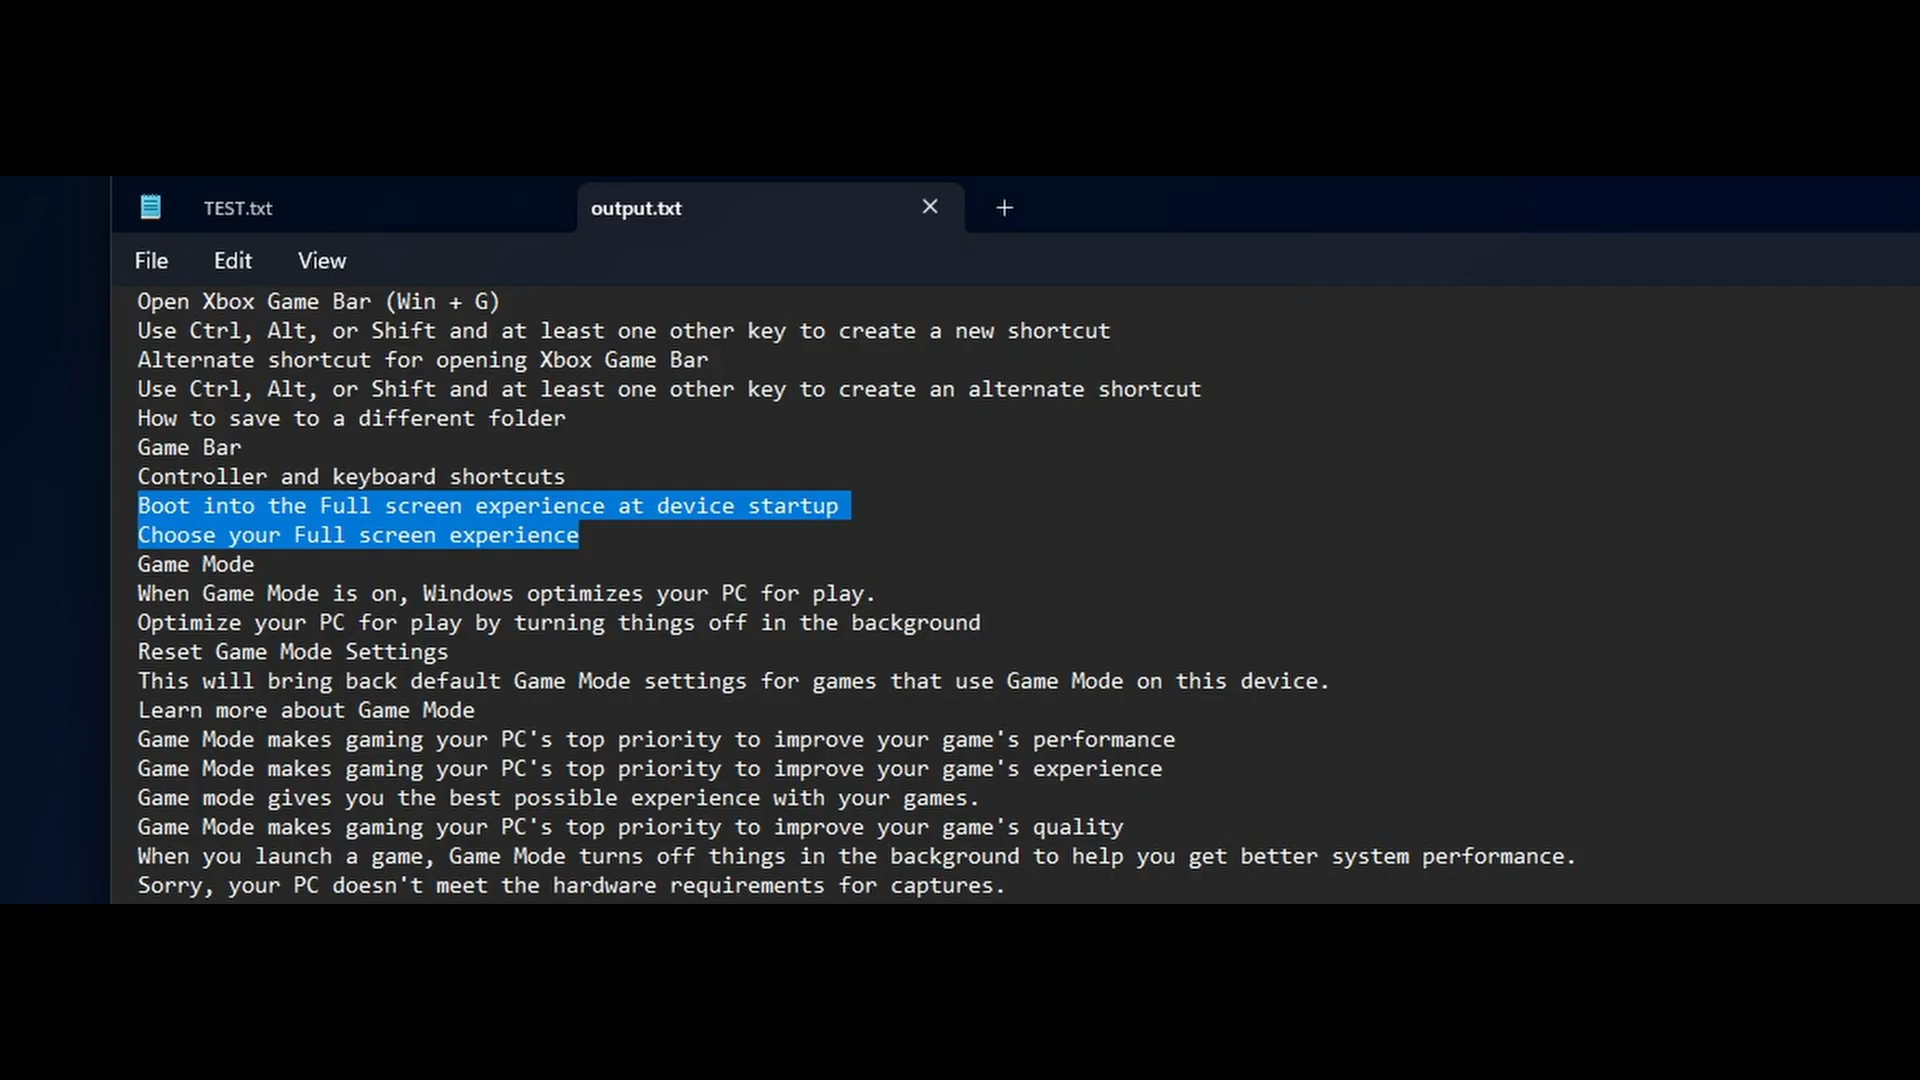 TEST.txt
output.txt
File Edit View
Open Xbox Game Bar (Win + G)
Use Ctrl, Alt, or Shift and at least one other key to create a new shortcut
Alternate shortcut for opening Xbox Game Bar
Use Ctrl, Alt, or Shift and at least one other key to create an alternate shortcut
How to save to a different folder
Game Bar
Controller and keyboard shortcuts
Boot into the Full screen experience at device startup
Choose your Full screen experience
Game Mode
When Game Mode is on, Windows optimizes your PC for play.
Optimize your PC for play by turning things off in the background
Reset Game Mode Settings
This will bring back default Game Mode settings for games that use Game Mode on this device.
Learn more about Game Mode
Game Mode makes gaming your PC's top priority to improve your game's performance
Game Mode makes gaming your PC's top priority to improve your game's experience
Game mode gives you the best possible experience with your games.
Game Mode makes gaming your PC's top priority to improve your game's quality
When you launch a game, Game Mode turns off things in the background to help you get better system performance.
Sorry, your PC doesn't meet the hardware requirements for captures.